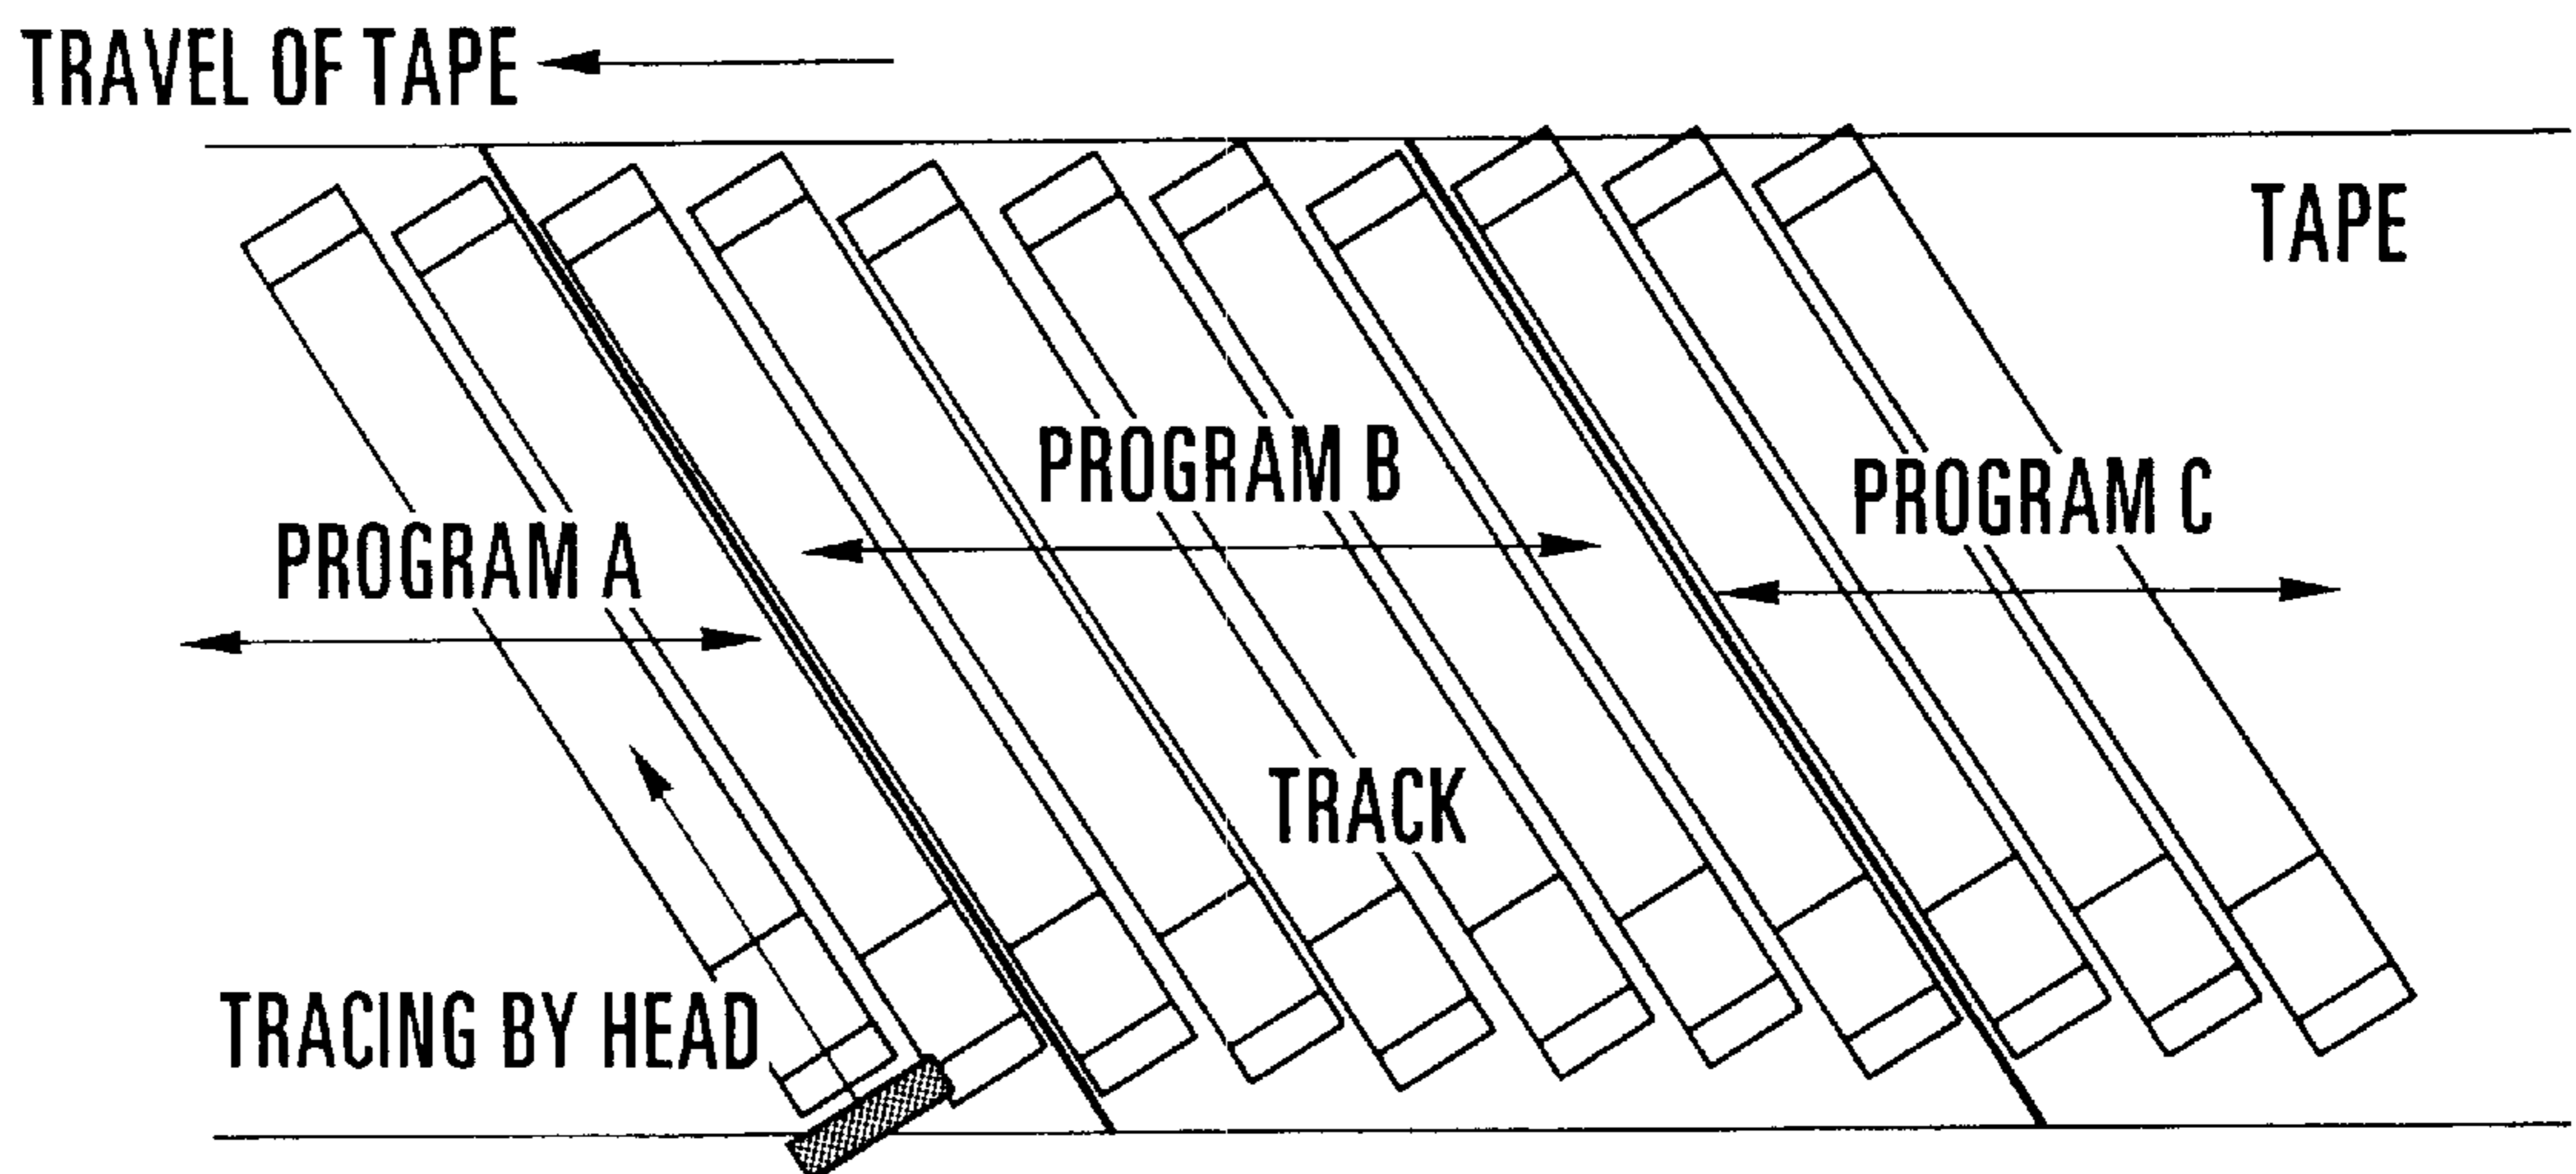 TRAVEL OF TAPE
TAPE
PROGRAM B
PROGRAM C
PROGRAM A
TRACK
TRACING BY HEAD